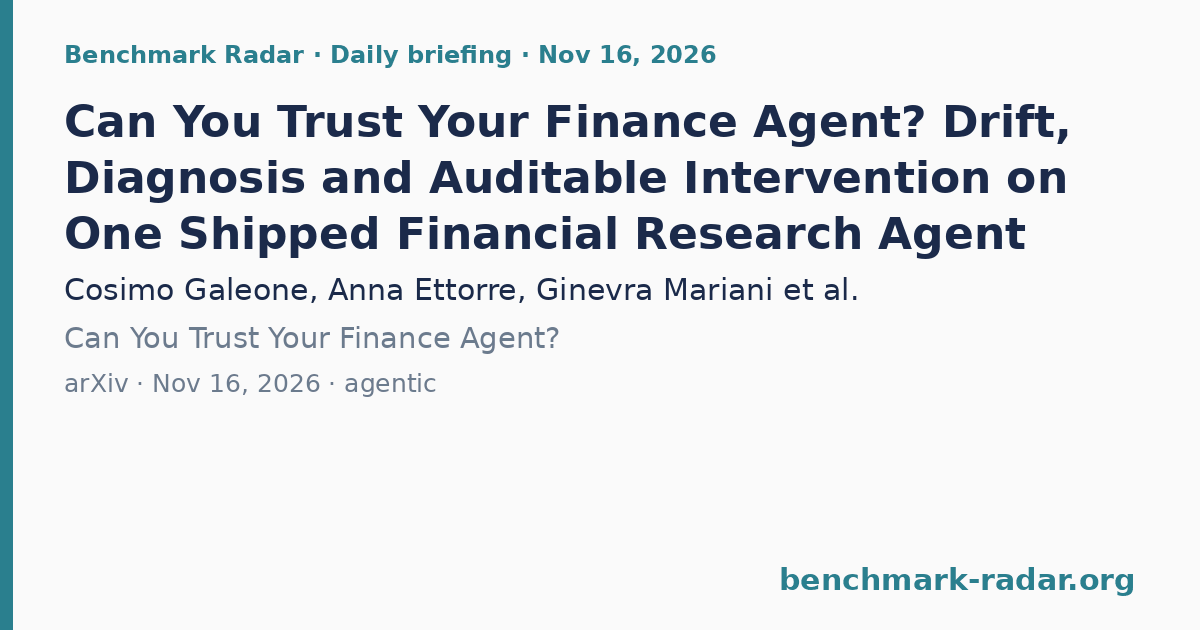 Benchmark Radar · Daily briefing · Nov 16, 2026
Can You Trust Your Finance Agent? Drift,
Diagnosis and Auditable Intervention on
One Shipped Financial Research Agent
Cosimo Galeone, Anna Ettorre, Ginevra Mariani et al.
Can You Trust Your Finance Agent?
arXiv · Nov 16, 2026 · agentic
benchmark-radar.org